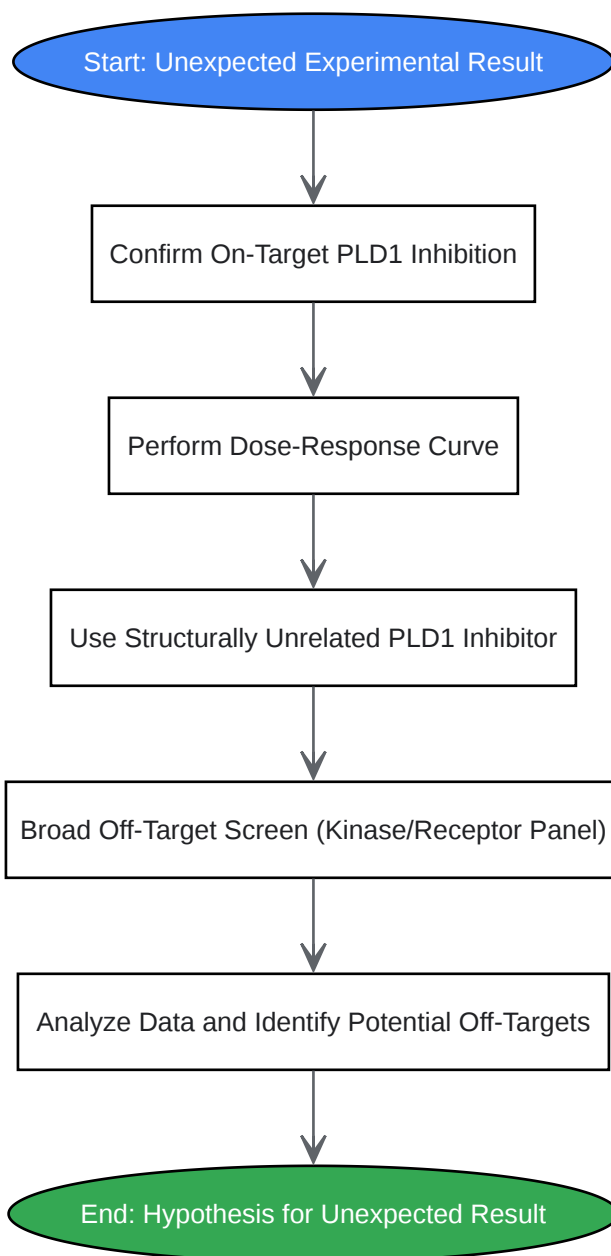 Start: Unexpected Experimental Result
Confirm On-Target PLD1 Inhibition
Perform Dose-Response Curve
Use Structurally Unrelated PLD1 Inhibitor
Broad Off-Target Screen (Kinase/Receptor Panel)
Analyze Data and Identify Potential Off-Targets
End: Hypothesis for Unexpected Result